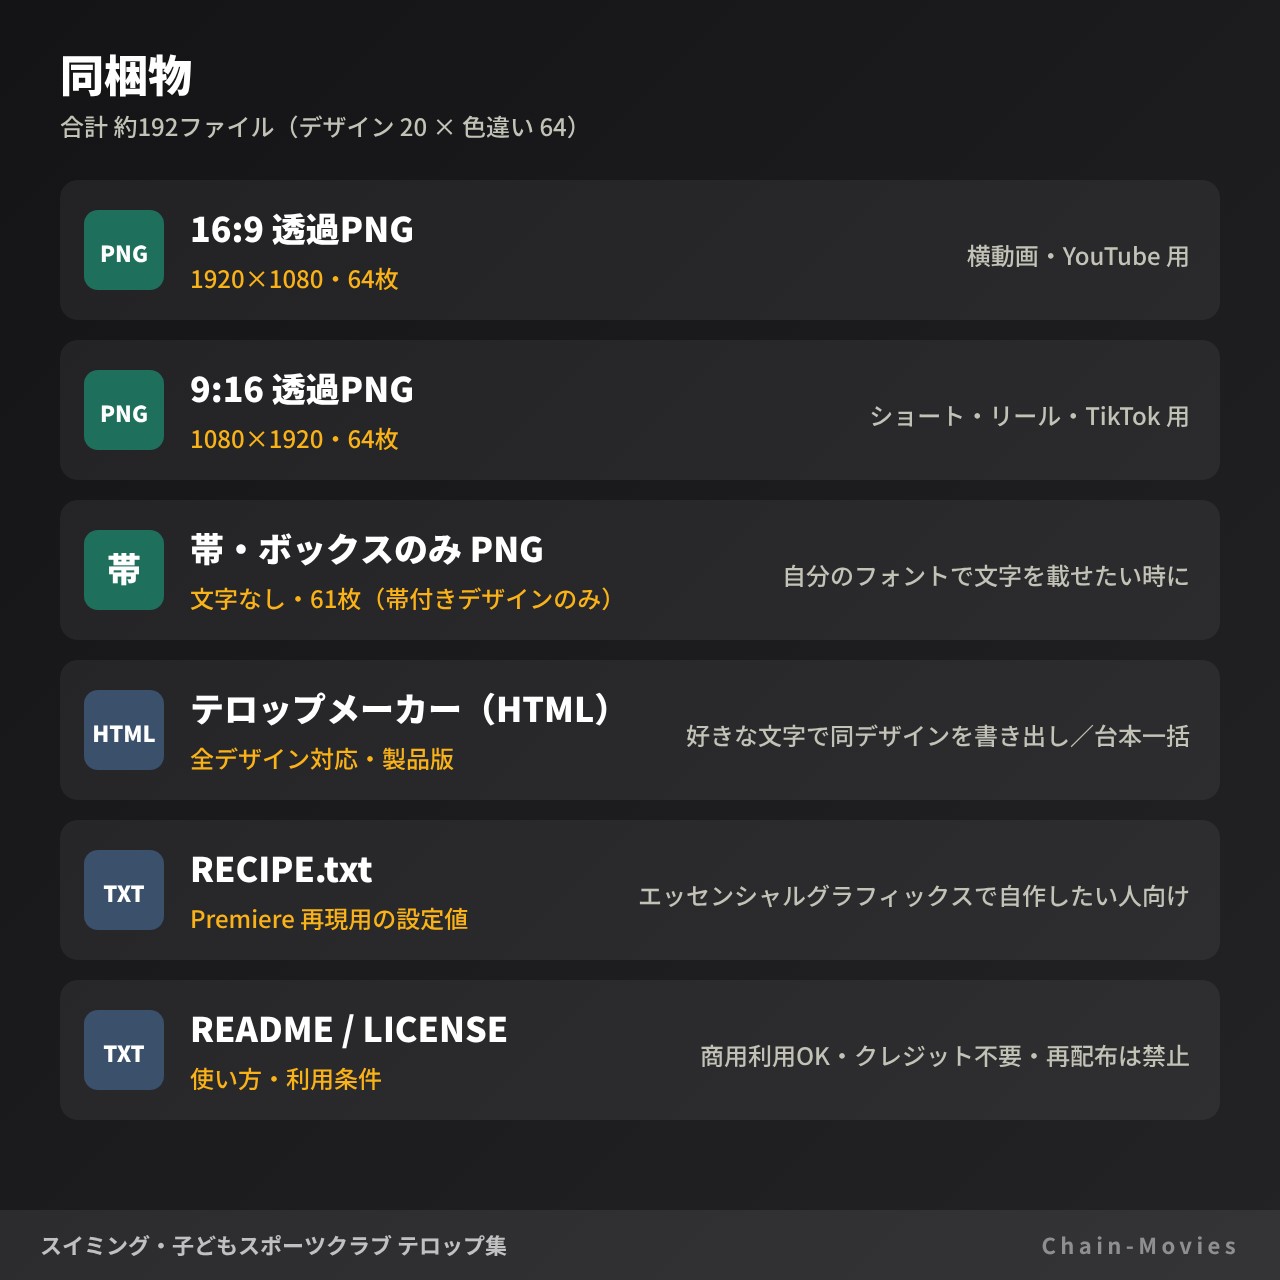 同梱物
合計 約192ファイル（デザイン 20 × 色違い 64）
PNG
16:9 透過PNG
1920×1080・64枚
横動画・YouTube 用
PNG
9:16 透過PNG
1080×1920・64枚
ショート・リール・TikTok 用
帯
帯・ボックスのみ PNG
文字なし・61枚（帯付きデザインのみ）
自分のフォントで文字を載せたい時に
HTML
テロップメーカー（HTML）
全デザイン対応・製品版
好きな文字で同デザインを書き出し／台本一括
TXT
RECIPE.txt
Premiere 再現用の設定値
エッセンシャルグラフィックスで自作したい人向け
TXT
README / LICENSE
使い方・利用条件
商用利用OK・クレジット不要・再配布は禁止
スイミング・子どもスポーツクラブ テロップ集
Chain-Movies